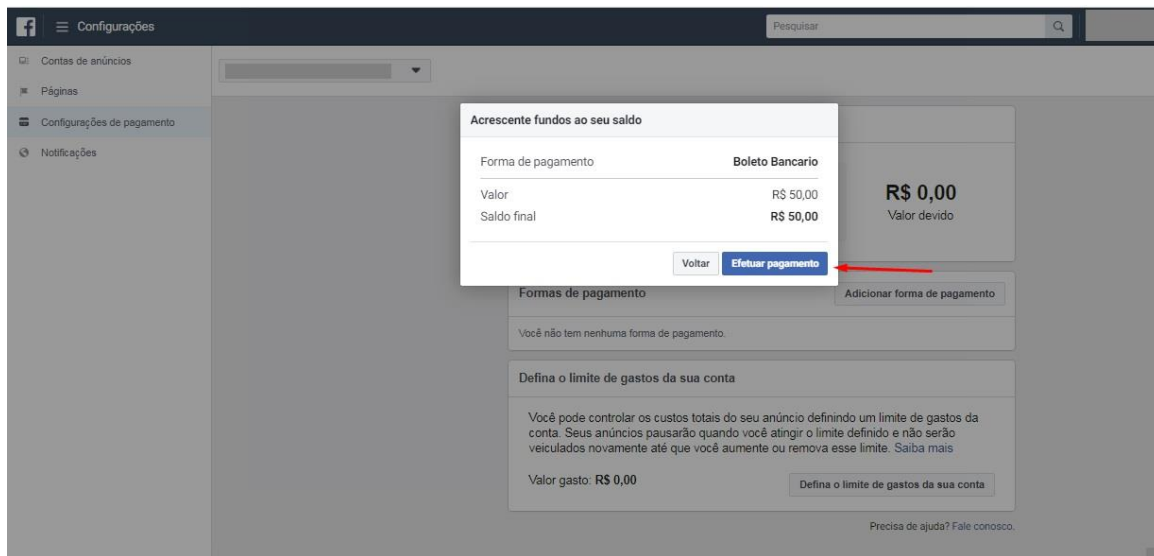 Configurações
Pesquisar
Contas de anúncios
Páginas
Configurações de pagamento
Notificações
Acrescente fundos ao seu saldo
Forma de pagamento Boleto Bancario
Valor R$ 50,00
Saldo final R$ 50,00
Voltar Efetuar pagamento
R$ 0,00
Valor devido
Formas de pagamento Adicionar forma de pagamento
Você não tem nenhuma forma de pagamento.
Defina o limite de gastos da sua conta
Você pode controlar os custos totais do seu anúncio definindo um limite de gastos da
conta. Seus anúncios pausarão quando você atingir o limite definido e não serão
veiculados novamente até que você aumente ou remova esse limite. Saiba mais
Valor gasto: R$ 0,00 Defina o limite de gastos da sua conta
Precisa de ajuda? Fale conosco.